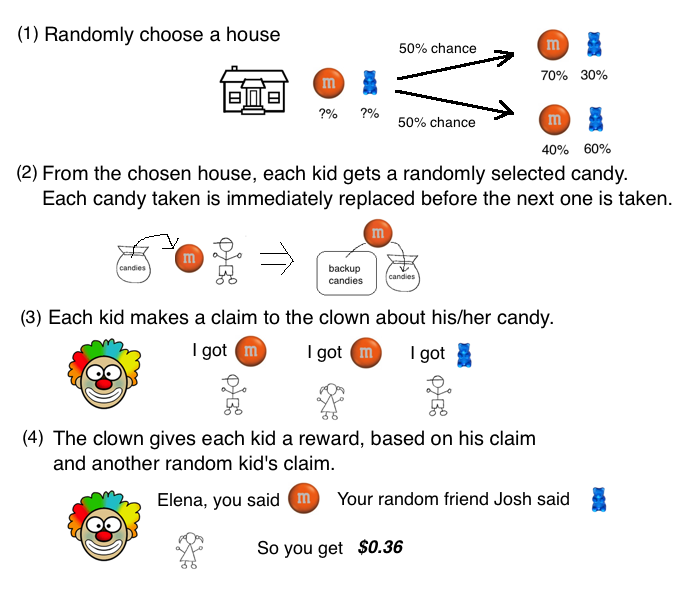 (1) Randomly choose a house
50% chance
m
70% 30%
m
?% ?%
50% chance
m
40% 60%
(2) From the chosen house, each kid gets a randomly selected candy.
Each candy taken is immediately replaced before the next one is taken.
m
candies
m
backup
candies
candies
(3) Each kid makes a claim to the clown about his/her candy.
I got m I got m I got
(4) The clown gives each kid a reward, based on his claim
and another random kid's claim.
Elena, you said m Your random friend Josh said
So you get $0.36